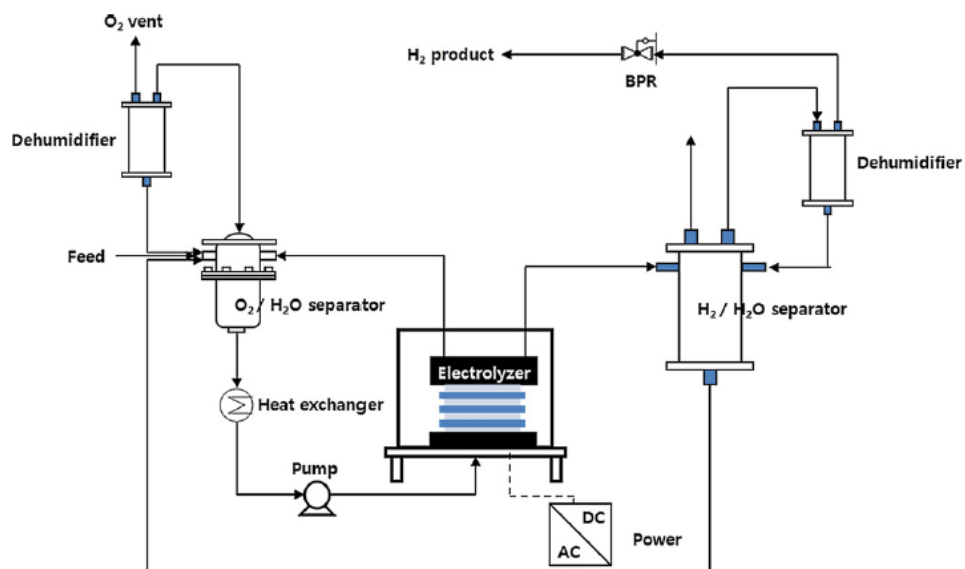 O₂ vent
H₂ product
BPR
Dehumidifier
Dehumidifier
Feed
O₂ / H₂O separator
H₂ / H₂O separator
Electrolyzer
Heat exchanger
Pump
DC
AC
Power